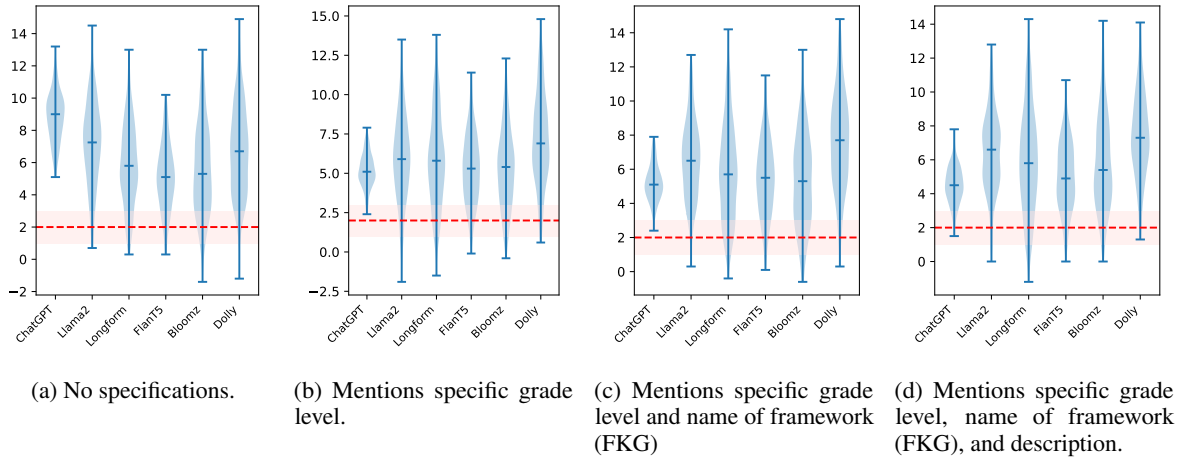 14
12
10
8
6
4
2
0
−2
ChatGPT
Llama2
Longform
FlanT5
Bloomz
Dolly
(a) No specifications.
15.0
12.5
10.0
7.5
5.0
2.5
0.0
−2.5
ChatGPT
Llama2
Longform
FlanT5
Bloomz
Dolly
(b) Mentions specific grade
level.
14
12
10
8
6
4
2
0
ChatGPT
Llama2
Longform
FlanT5
Bloomz
Dolly
(c) Mentions specific grade
level and name of framework
(FKG)
14
12
10
8
6
4
2
0
ChatGPT
Llama2
Longform
FlanT5
Bloomz
Dolly
(d) Mentions specific grade
level, name of framework
(FKG), and description.